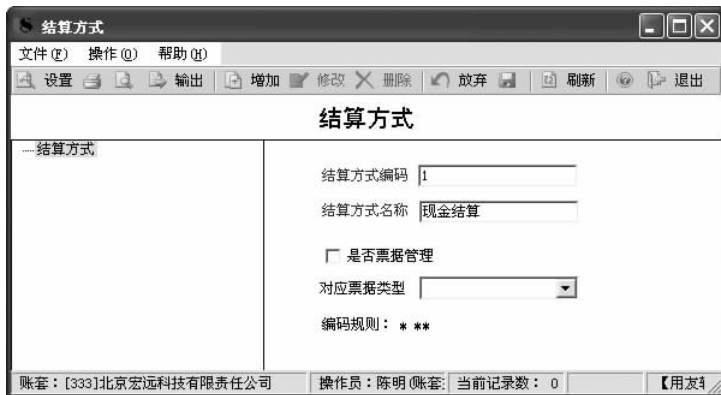 结算方式
文件(F) 操作(O) 帮助(H)
设置 输出 增加 修改 删除 放弃 刷新 退出
结算方式
结算方式
结算方式编码 1
结算方式名称 现金结算
是否票据管理
对应票据类型
编码规则： * **
账套：[333]北京宏远科技有限责任公司 操作员：陈明(账套 当前记录数： 0 【用友